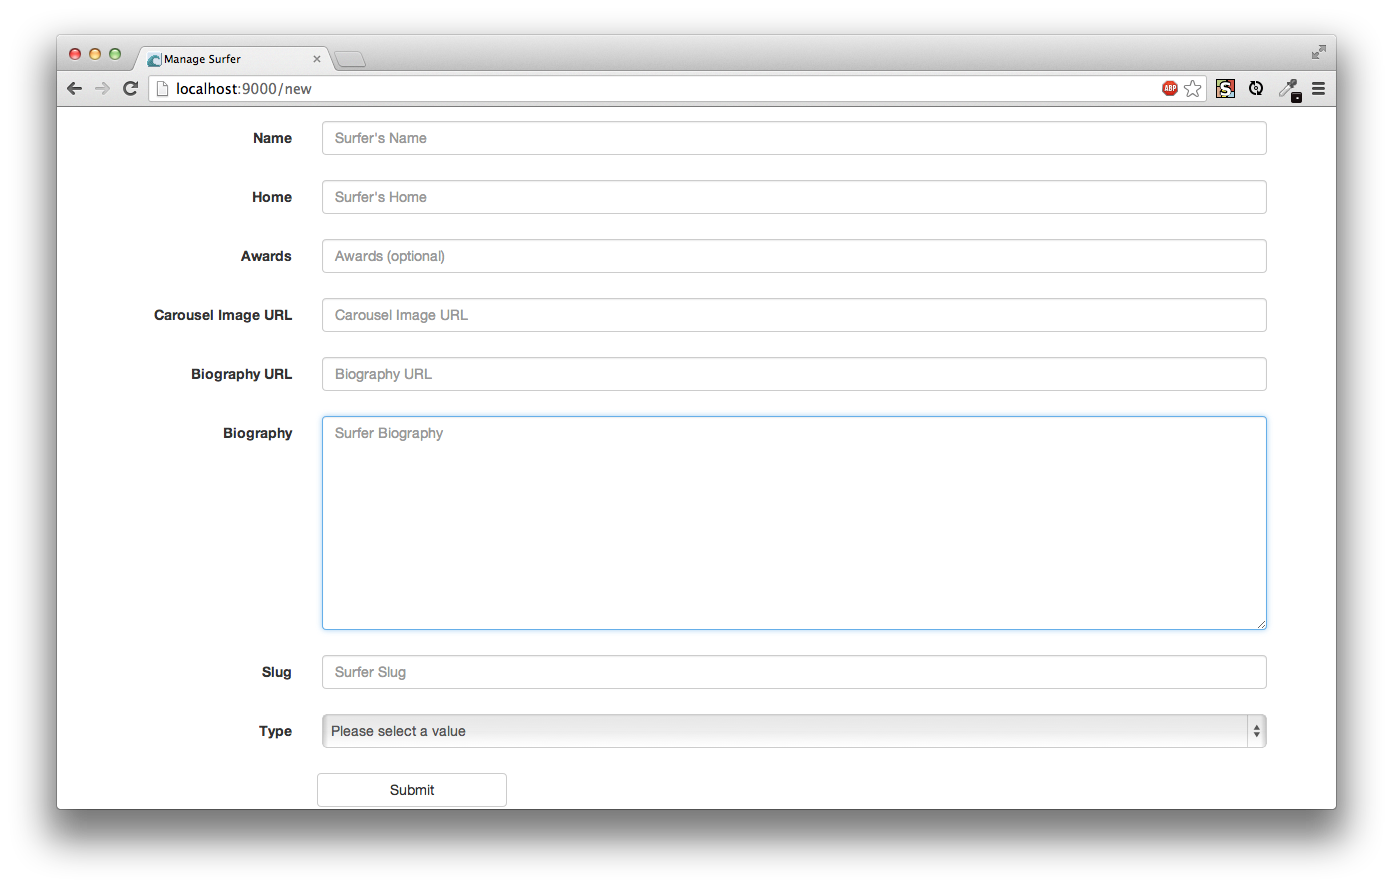 Manage Surfer
localhost:9000/new
ABP
S
Name Surfer's Name
Home Surfer's Home
Awards Awards (optional)
Carousel Image URL Carousel Image URL
Biography URL Biography URL
Biography Surfer Biography
Slug Surfer Slug
Type Please select a value
Submit